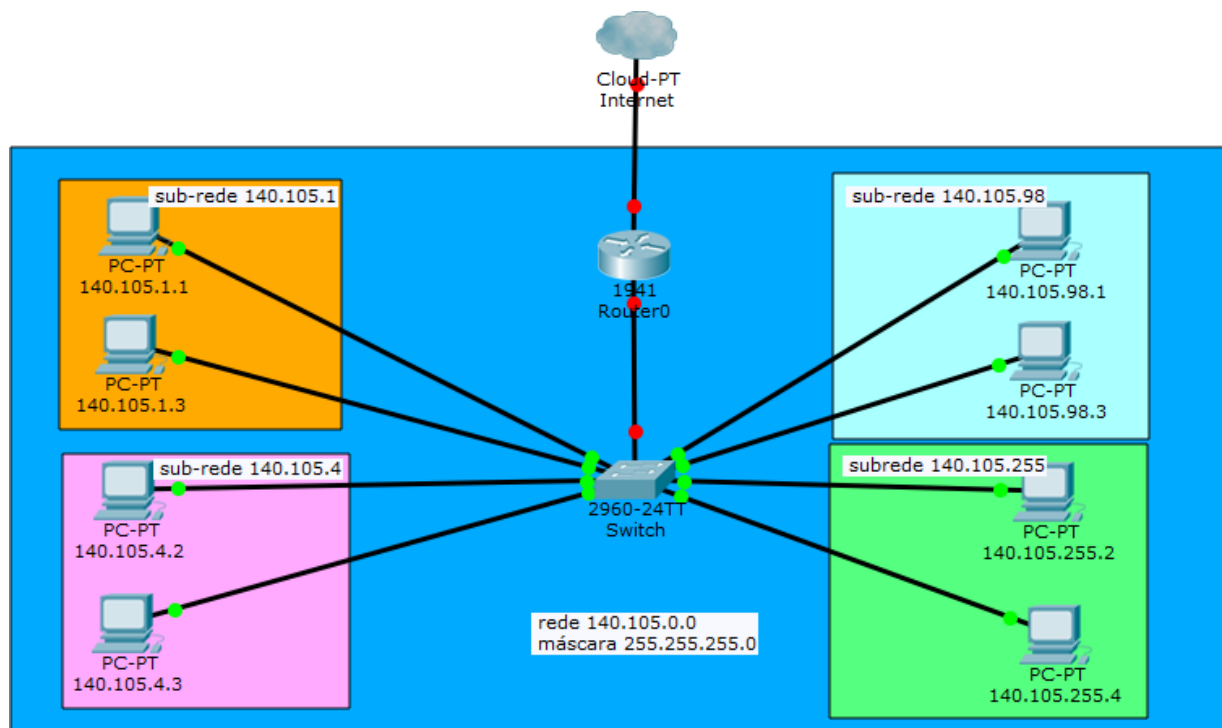 Cloud-PT
Internet
1941
Router0
sub-rede 140.105.1
PC-PT
140.105.1.1
PC-PT
140.105.1.3
sub-rede 140.105.98
PC-PT
140.105.98.1
PC-PT
140.105.98.3
sub-rede 140.105.4
PC-PT
140.105.4.2
PC-PT
140.105.4.3
2960-24TT
Switch
subrede 140.105.255
PC-PT
140.105.255.2
PC-PT
140.105.255.4
rede 140.105.0.0
máscara 255.255.255.0